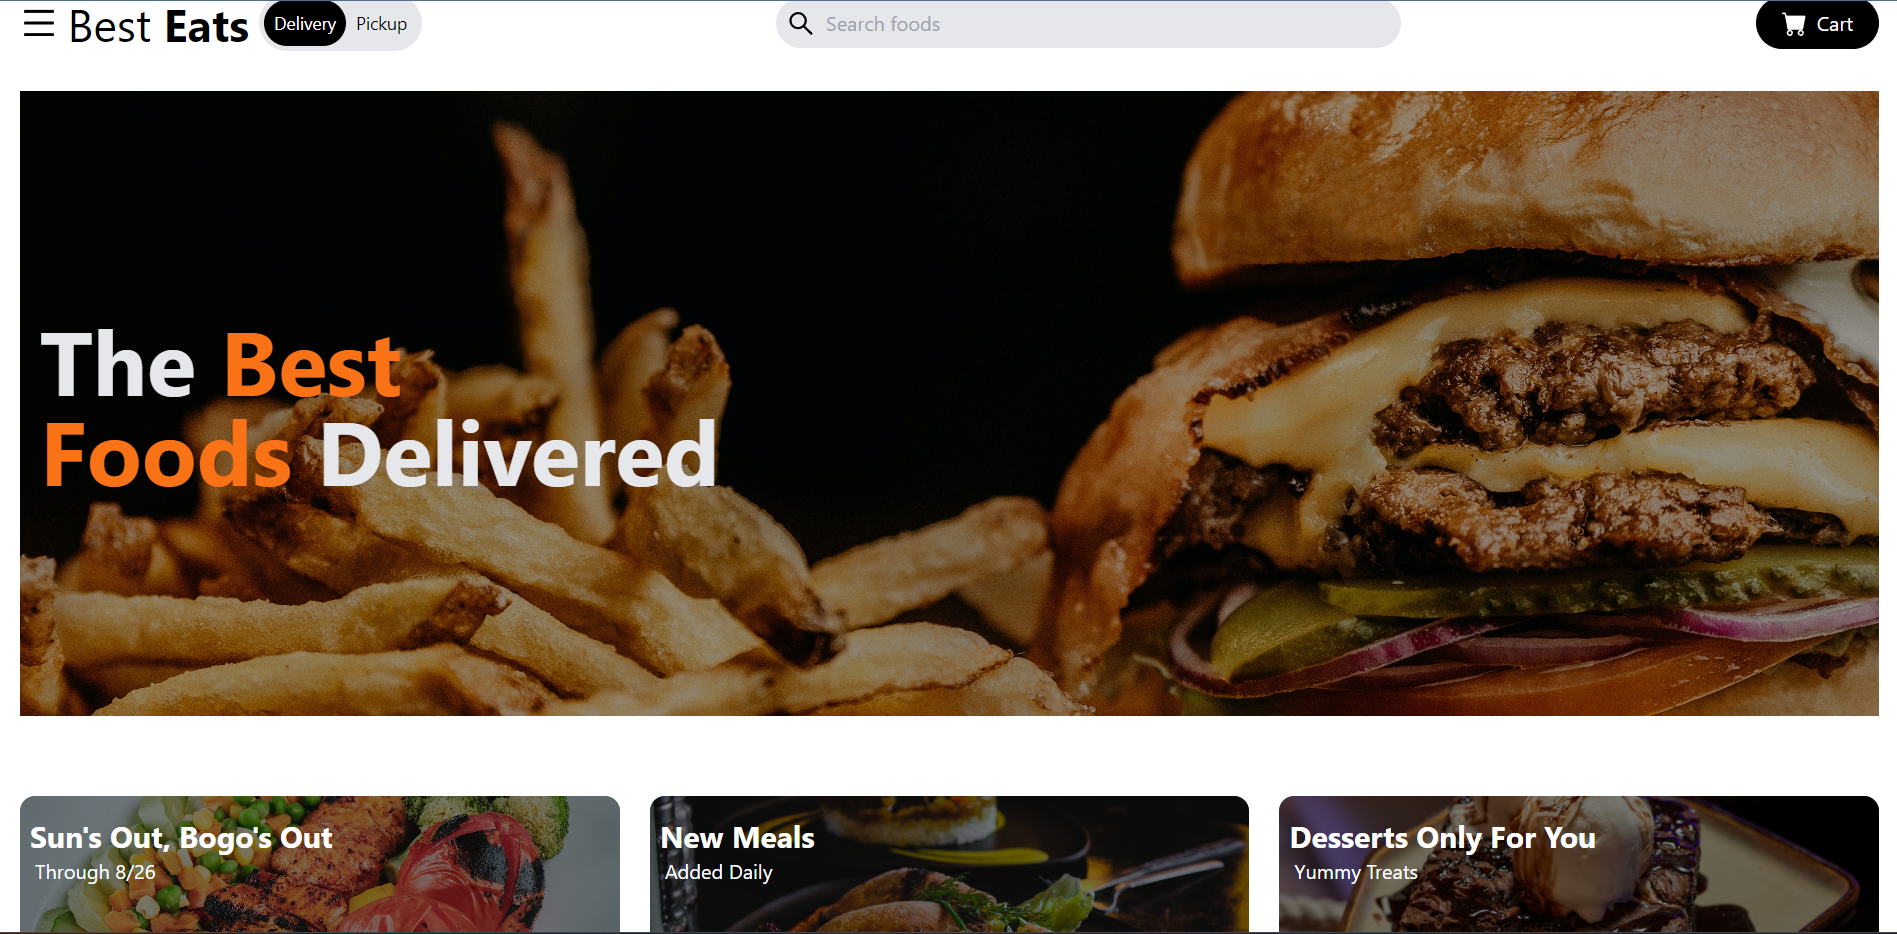 Best Eats
Delivery Pickup
Search foods
Cart
The Best
Foods Delivered
Sun's Out, Bogo's Out
Through 8/26
New Meals
Added Daily
Desserts Only For You
Yummy Treats